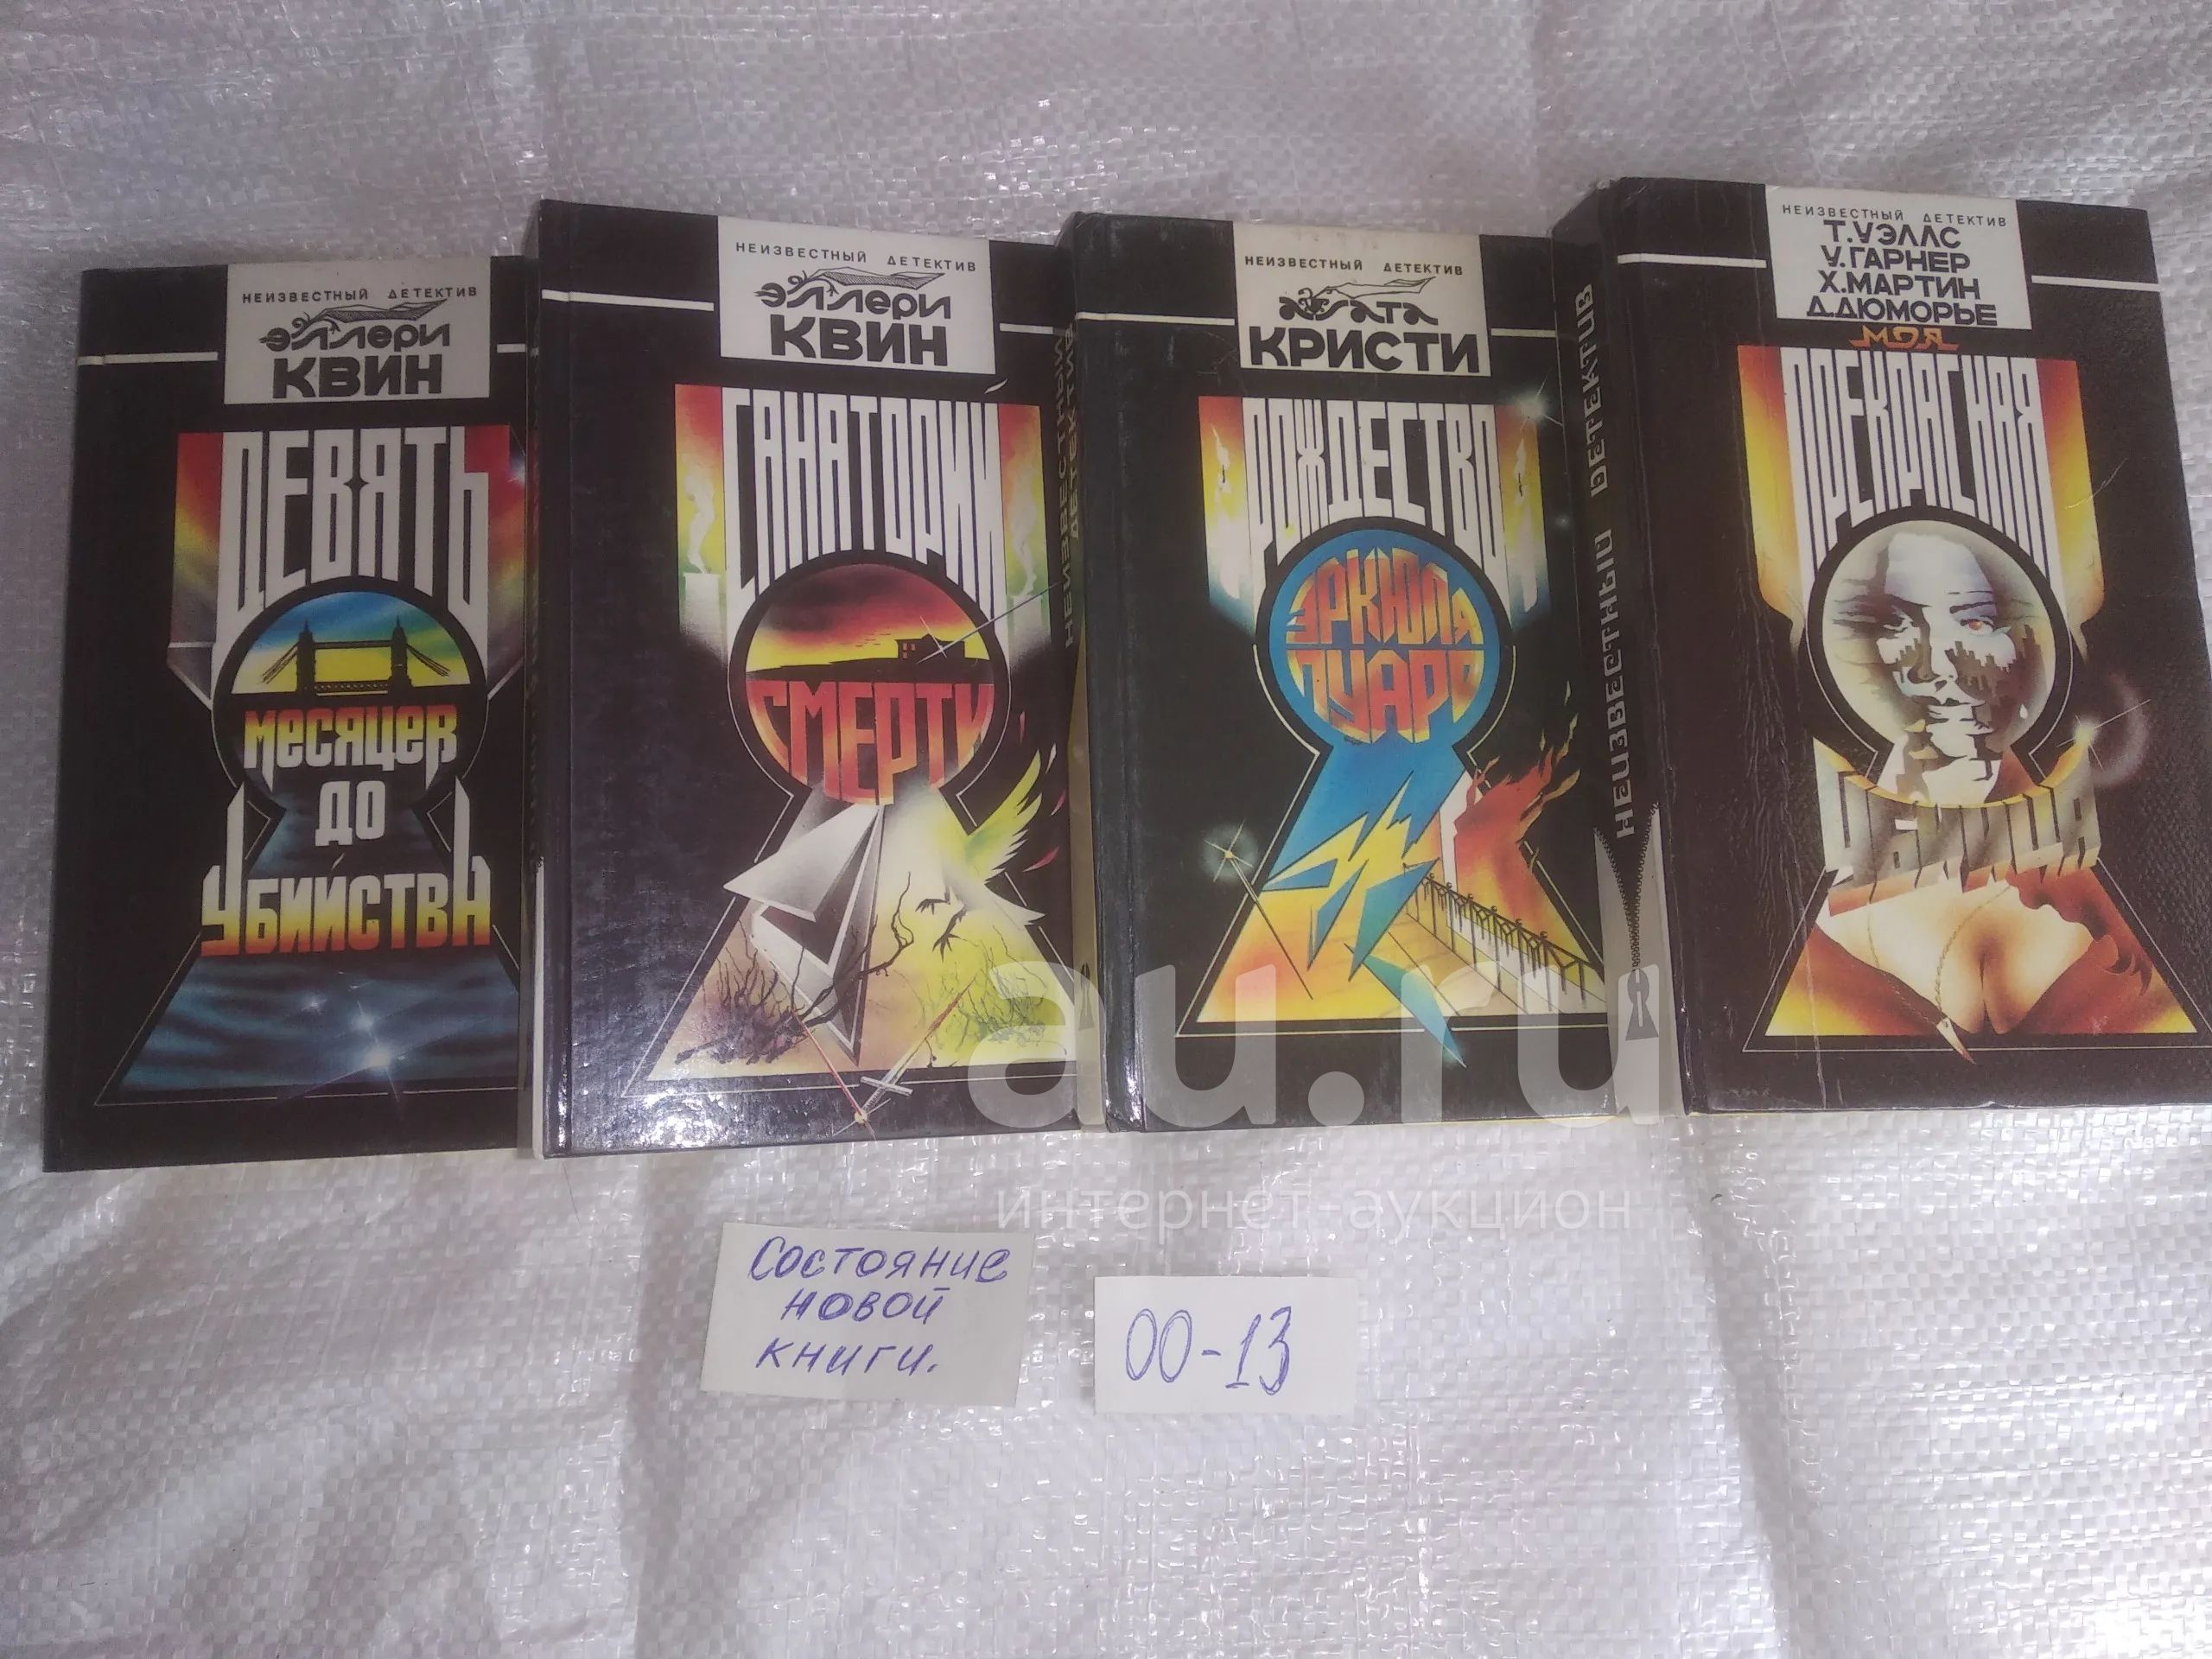 НЕИЗВЕСТНЫЙ ДЕТЕКТИВ
ЭЛЛЕРИ
КВИН
ДЕВЯТЬ
МЕСЯЦЕВ
ДО
УБИЙСТВА
НЕИЗВЕСТНЫЙ ДЕТЕКТИВ
ЭЛЛЕРИ
КВИН
САНАТОРИЙ
СМЕРТИ
НЕИЗВЕСТНЫЙ
ДЕТЕКТИВ
НЕИЗВЕСТНЫЙ ДЕТЕКТИВ
АГАТА
КРИСТИ
РОЖДЕСТВО
ЭРКЮЛЯ
ПУАРО
НЕИЗВЕСТНЫЙ ДЕТЕКТИВ
НЕИЗВЕСТНЫЙ ДЕТЕКТИВ
Т.УЭЛЛС
У.ГАРНЕР
Х.МАРТИН
Д.ДЮМОРЬЕ
МОЯ
ПРЕКРАСНАЯ
УБИЙЦА
au.ru
интернет-аукцион
Состояние
новой
книги.
00-13